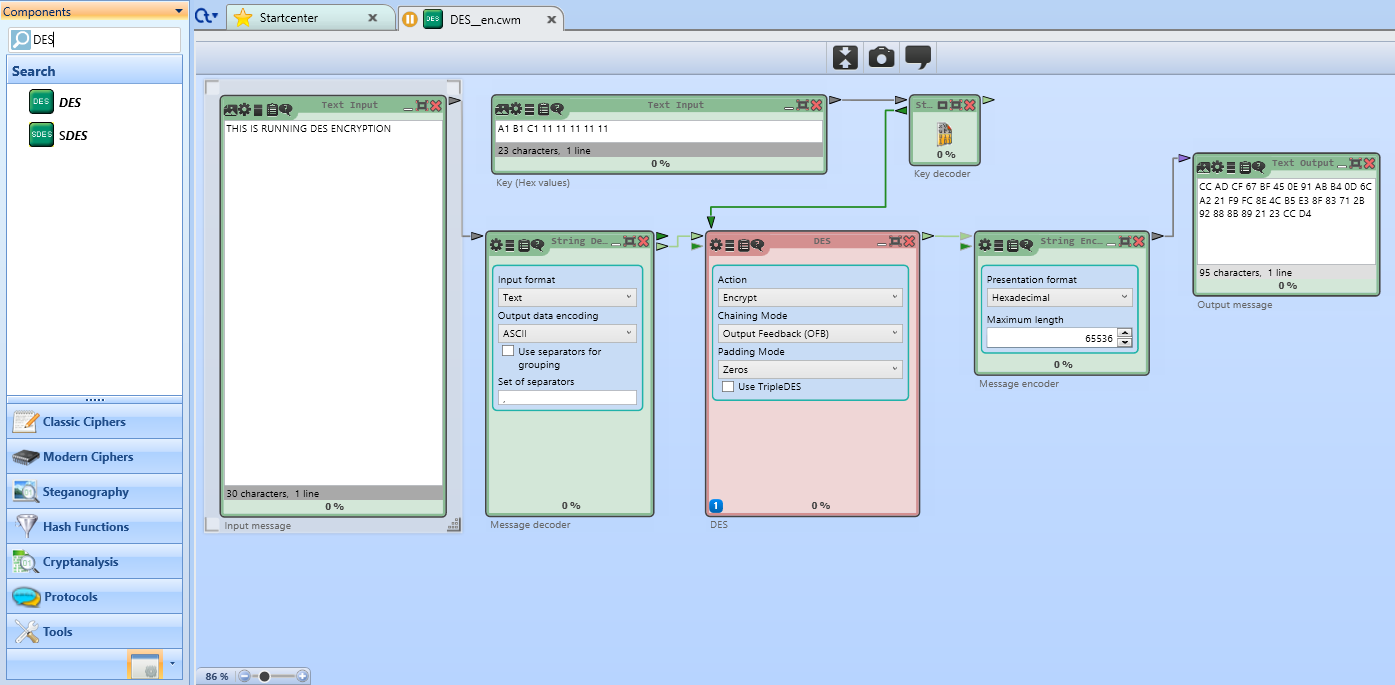 Components
DES
Search
DES DES
SDES SDES
Classic Ciphers
Modern Ciphers
Steganography
Hash Functions
Cryptanalysis
Protocols
Tools
Startcenter
DES DES__en.cwm
Text Input
THIS IS RUNNING DES ENCRYPTION
30 characters, 1 line
0 %
Input message
Text Input
A1 B1 C1 11 11 11 11 11
23 characters, 1 line
0 %
Key (Hex values)
St…
0 %
Key decoder
String De…
Input format
Text
Output data encoding
ASCII
Use separators for
grouping
Set of separators
,
0 %
Message decoder
DES
Action
Encrypt
Chaining Mode
Output Feedback (OFB)
Padding Mode
Zeros
Use TripleDES
1
0 %
DES
String Enc…
Presentation format
Hexadecimal
Maximum length
65536
0 %
Message encoder
Text Output
CC AD CF 67 BF 45 0E 91 AB B4 0D 6C
A2 21 F9 FC 8E 4C B5 E3 8F 83 71 2B
92 88 8B 89 21 23 CC D4
95 characters, 1 line
0 %
Output message
86 %